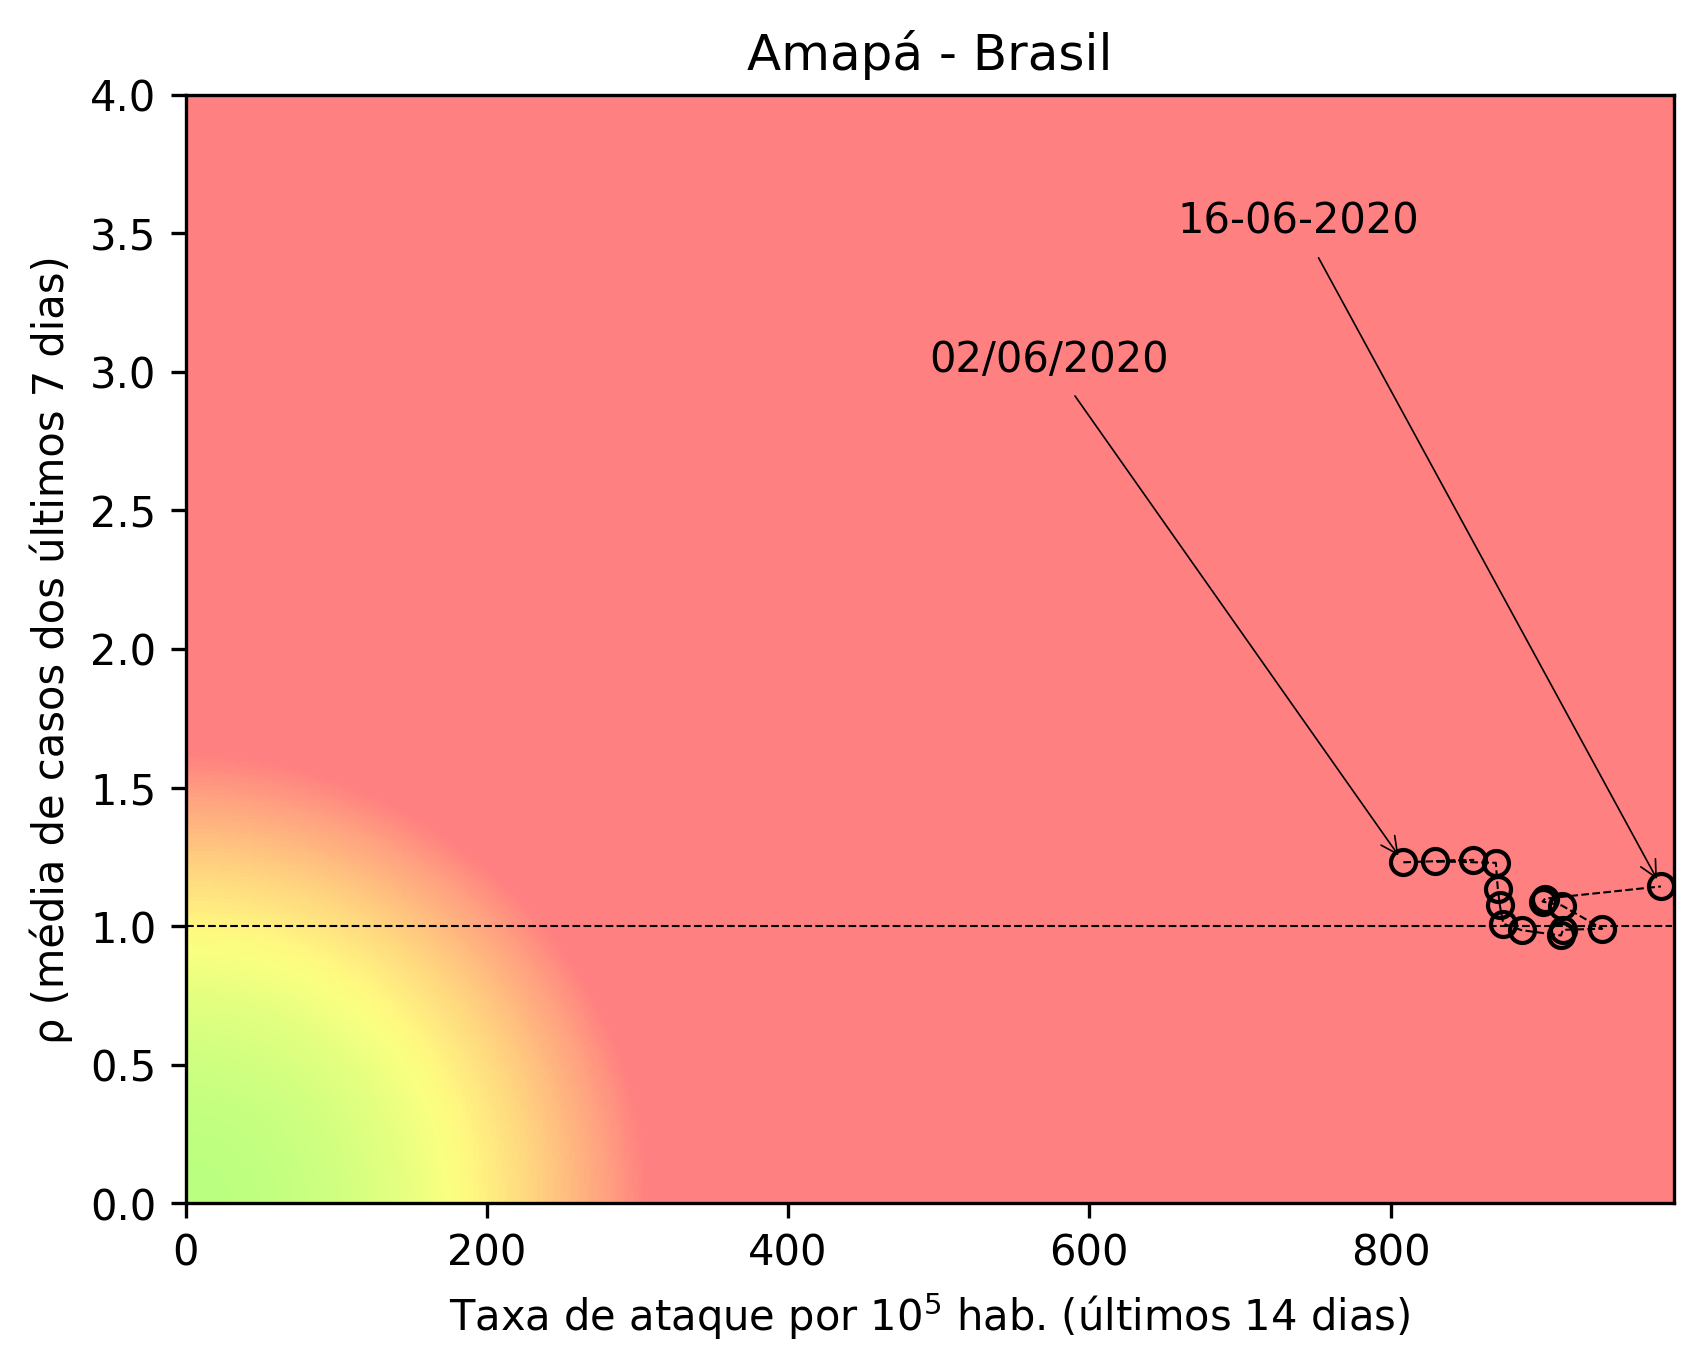 Amapá - Brasil
4.0
3.5
3.0
2.5
2.0
1.5
1.0
0.5
0.0
ρ (média de casos dos últimos 7 dias)
16-06-2020
02/06/2020
0 200 400 600 800
Taxa de ataque por 10⁵ hab. (últimos 14 dias)